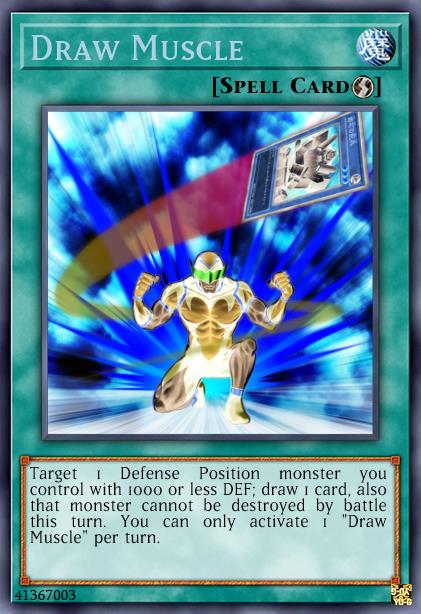 Draw Muscle
魔
[Spell Card]
Target 1 Defense Position monster you
control with 1000 or less DEF; draw 1 card, also
that monster cannot be destroyed by battle
this turn. You can only activate 1 "Draw
Muscle" per turn.
41367003